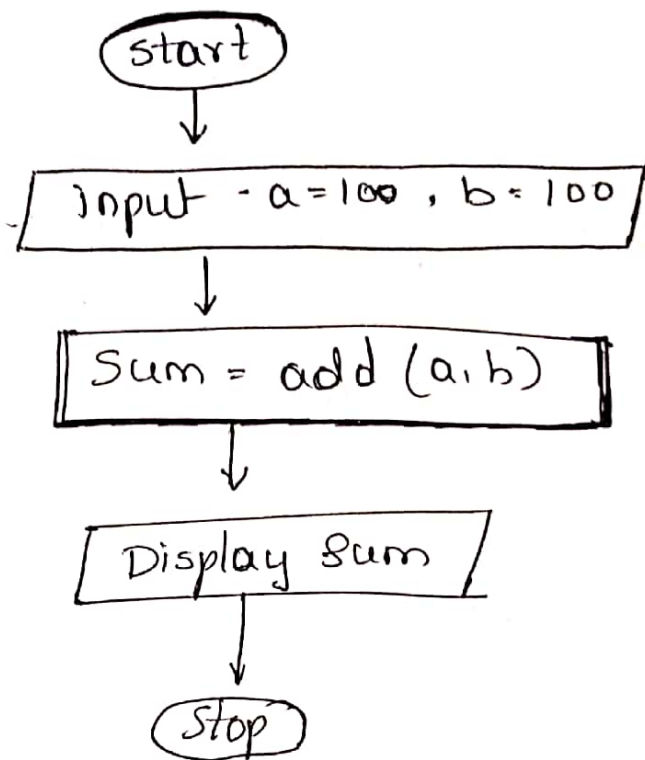 start
Input - a = 100, b = 100
Sum = add (a, b)
Display Sum
Stop